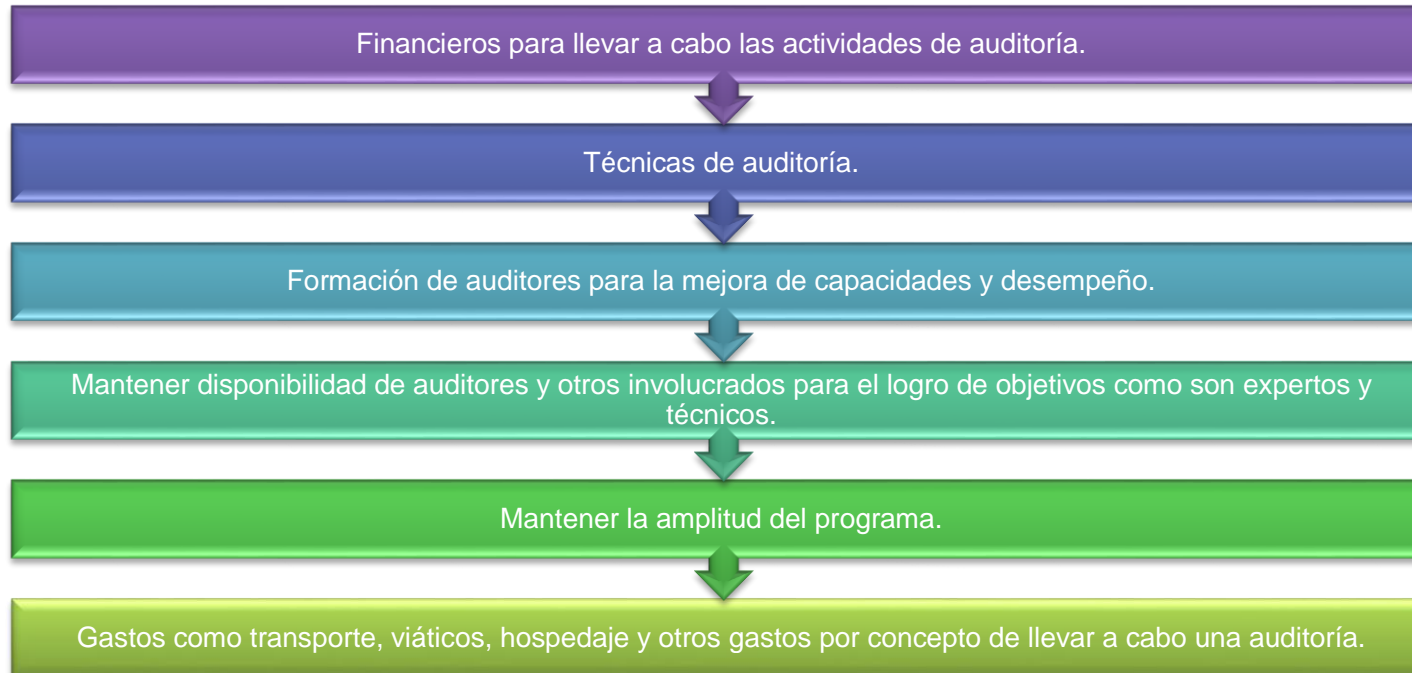 Financieros para llevar a cabo las actividades de auditoría.
Técnicas de auditoría.
Formación de auditores para la mejora de capacidades y desempeño.
Mantener disponibilidad de auditores y otros involucrados para el logro de objetivos como son expertos y
técnicos.
Mantener la amplitud del programa.
Gastos como transporte, viáticos, hospedaje y otros gastos por concepto de llevar a cabo una auditoría.